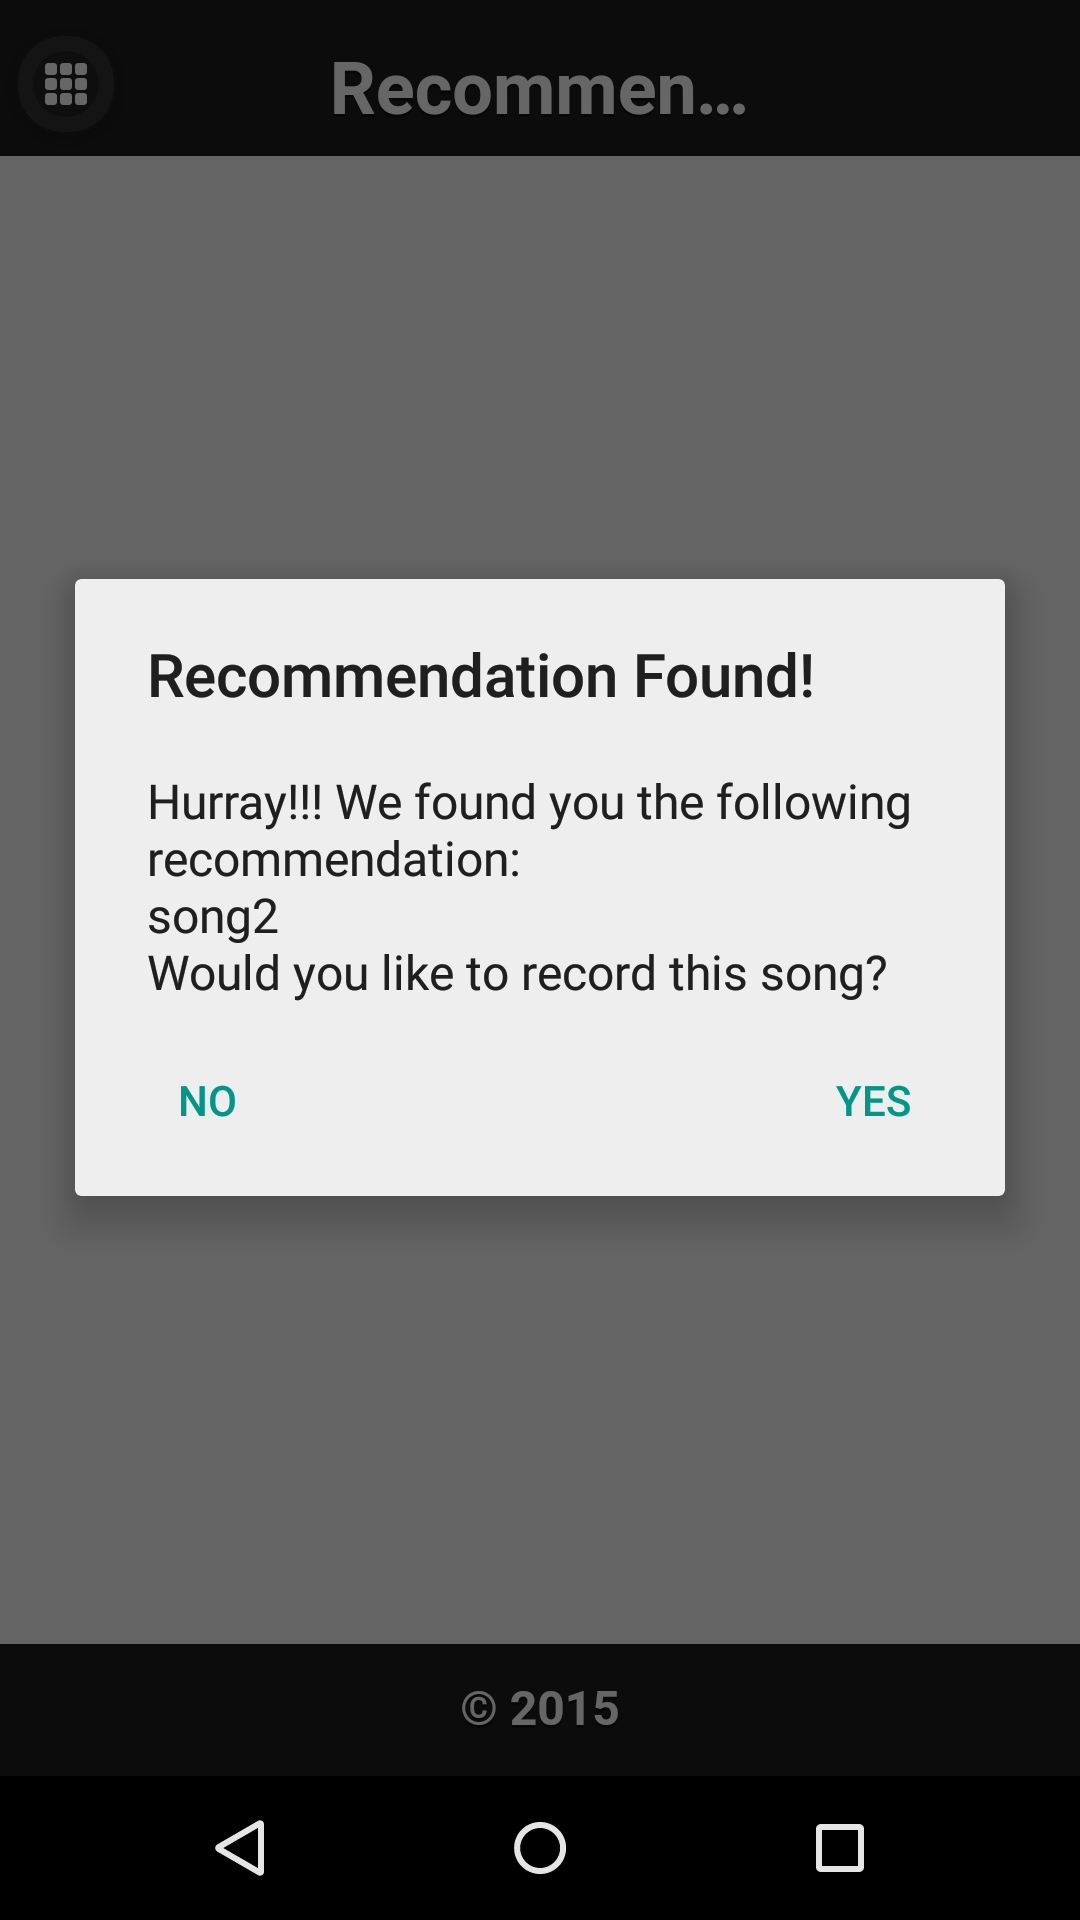 Recommen...
Recommendation Found!
Hurray!!! We found you the following
recommendation:
song2
Would you like to record this song?
NO
YES
© 2015